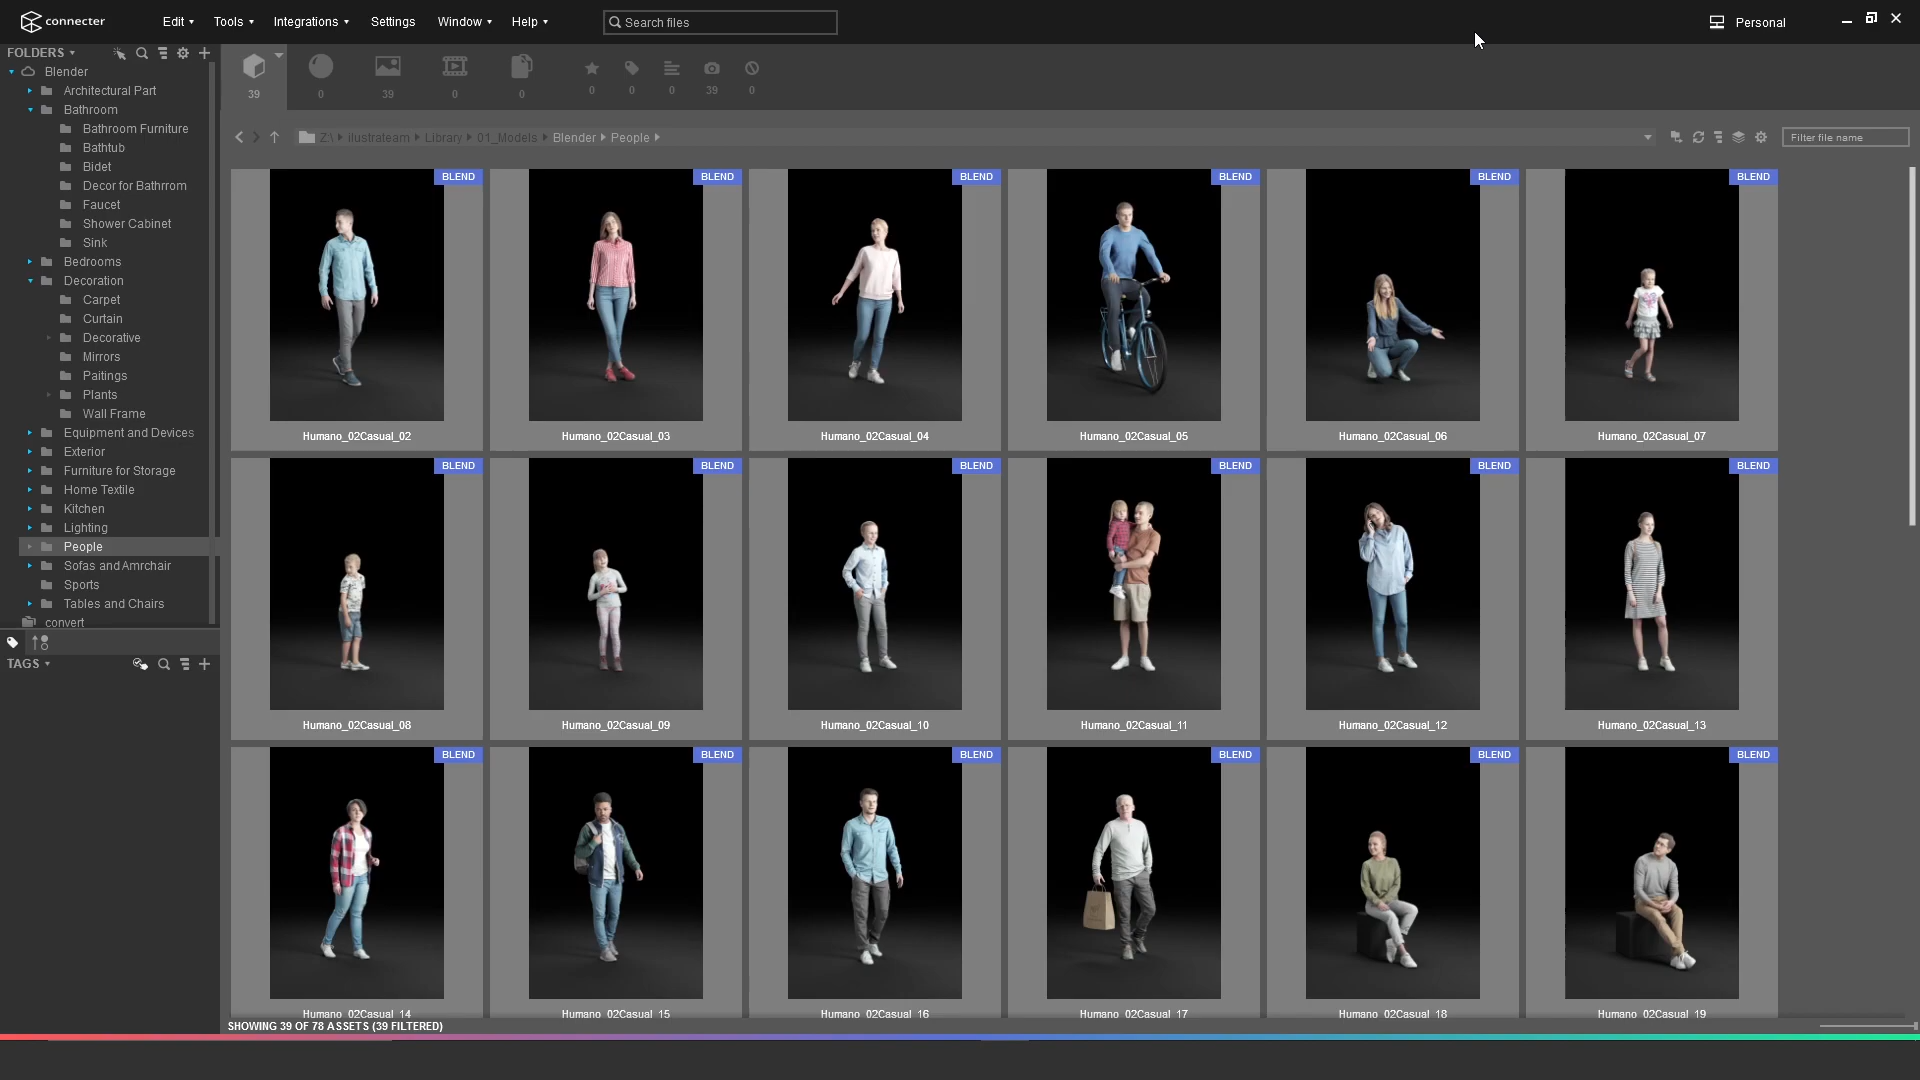 connecter
Edit
Tools
Integrations
Settings
Window
Help
Search files
Personal
FOLDERS
Blender
Architectural Part
Bathroom
Bathroom Furniture
Bathtub
Bidet
Decor for Bathrrom
Faucet
Shower Cabinet
Sink
Bedrooms
Decoration
Carpet
Curtain
Decorative
Mirrors
Paitings
Plants
Wall Frame
Equipment and Devices
Exterior
Furniture for Storage
Home Textile
Kitchen
Lighting
People
Sofas and Amrchair
Sports
Tables and Chairs
convert
TAGS
39 0 39 0 0 0 0 0 39 0
Z:\ ilustrateam Library 01_Models Blender People
Filter file name
BLEND BLEND BLEND BLEND BLEND BLEND
Humano_02Casual_02 Humano_02Casual_03 Humano_02Casual_04 Humano_02Casual_05 Humano_02Casual_06 Humano_02Casual_07
BLEND BLEND BLEND BLEND BLEND BLEND
Humano_02Casual_08 Humano_02Casual_09 Humano_02Casual_10 Humano_02Casual_11 Humano_02Casual_12 Humano_02Casual_13
BLEND BLEND BLEND BLEND BLEND BLEND
Humano_02Casual_14 Humano_02Casual_15 Humano_02Casual_16 Humano_02Casual_17 Humano_02Casual_18 Humano_02Casual_19
SHOWING 39 OF 78 ASSETS (39 FILTERED)